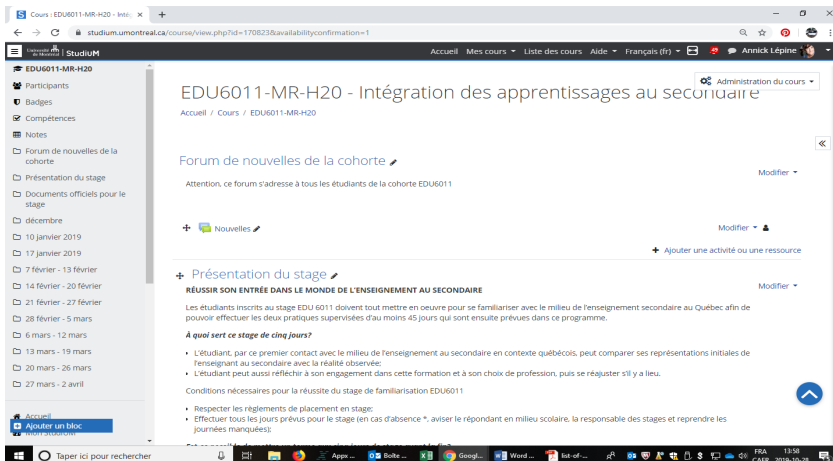 Cours : EDU6011-MR-H20 - Intég
studium.umontreal.ca/course/view.php?id=170823&availabilityconfirmation=1
Université de Montréal StudiUM Accueil Mes cours Liste des cours Aide Français (fr) Annick Lépine
EDU6011-MR-H20
Participants
Badges
Compétences
Notes
Forum de nouvelles de la
cohorte
Présentation du stage
Documents officiels pour le
stage
décembre
10 janvier 2019
17 janvier 2019
7 février - 13 février
14 février - 20 février
21 février - 27 février
28 février - 5 mars
6 mars - 12 mars
13 mars - 19 mars
20 mars - 26 mars
27 mars - 2 avril
Accueil
Ajouter un bloc
Administration du cours
EDU6011-MR-H20 - Intégration des apprentissages au secondaire
Accueil / Cours / EDU6011-MR-H20
Forum de nouvelles de la cohorte
Modifier
Attention, ce forum s'adresse à tous les étudiants de la cohorte EDU6011
Nouvelles
Modifier
Ajouter une activité ou une ressource
Présentation du stage
Modifier
RÉUSSIR SON ENTRÉE DANS LE MONDE DE L'ENSEIGNEMENT AU SECONDAIRE
Les étudiants inscrits au stage EDU 6011 doivent tout mettre en oeuvre pour se familiariser avec le milieu de l'enseignement secondaire au Québec afin de
pouvoir effectuer les deux pratiques supervisées d'au moins 45 jours qui sont ensuite prévues dans ce programme.
À quoi sert ce stage de cinq jours?
L'étudiant, par ce premier contact avec le milieu de l'enseignement au secondaire en contexte québécois, peut comparer ses représentations initiales de
l'enseignant au secondaire avec la réalité observée;
L'étudiant peut aussi réfléchir à son engagement dans cette formation et à son choix de profession, puis se réajuster s'il y a lieu.
Conditions nécessaires pour la réussite du stage de familiarisation EDU6011
Respecter les règlements de placement en stage;
Effectuer tous les jours prévus pour le stage (en cas d'absence *, aviser le répondant en milieu scolaire, la responsable des stages et reprendre les
journées manquées);
Taper ici pour rechercher
Appx ... Boîte ... Googl... Word ... list-of-...
FRA 13:58
CAFR 2019-10-28